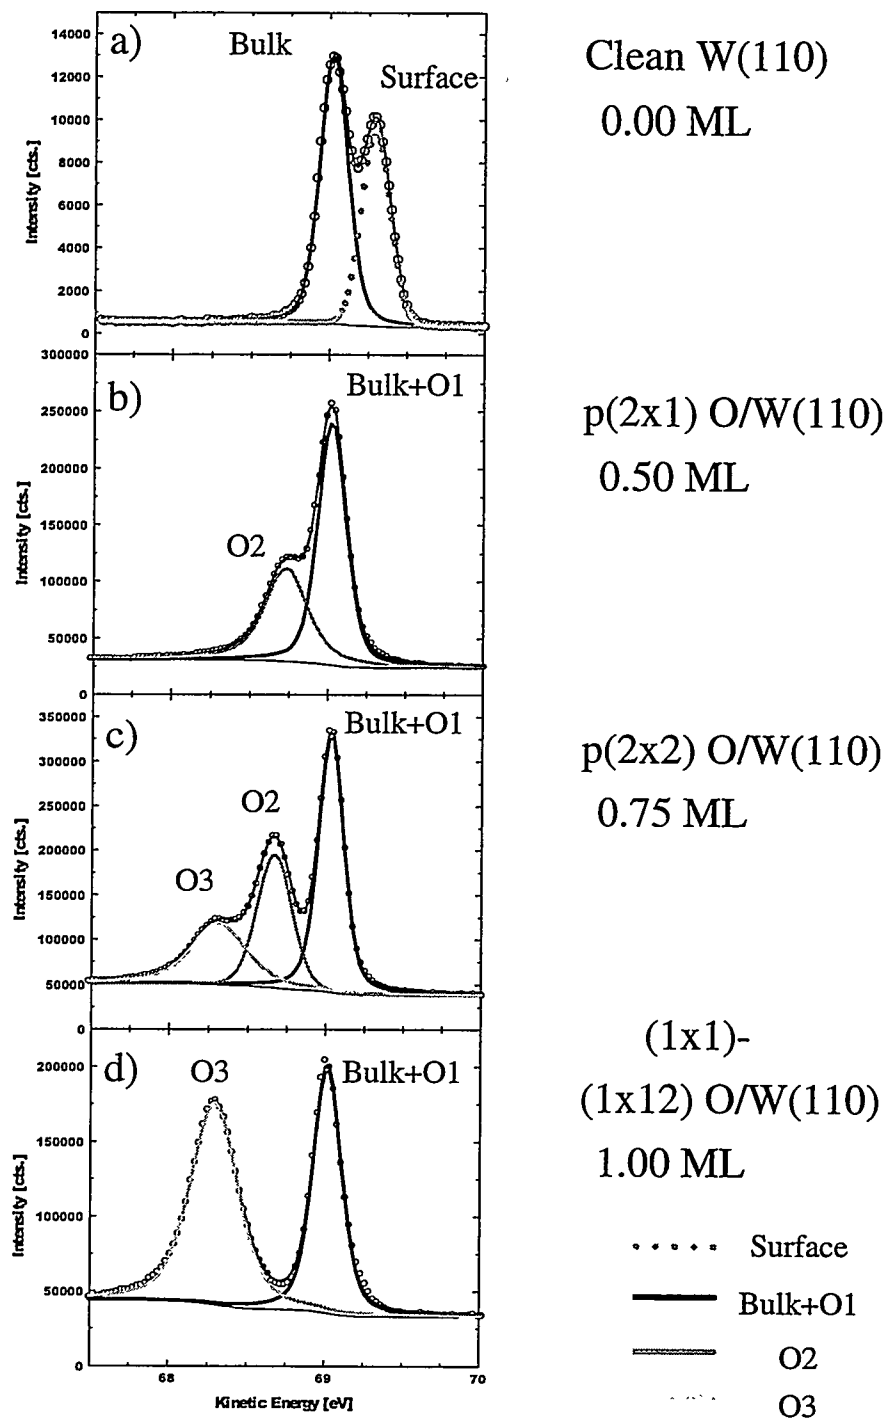 a)
Bulk
Surface
Clean W(110)
0.00 ML
14000
12000
10000
8000
6000
4000
2000
0
Intensity [cts.]
b)
Bulk+O1
O2
p(2x1) O/W(110)
0.50 ML
300000
250000
200000
150000
100000
50000
0
Intensity [cts.]
c)
Bulk+O1
O2
O3
p(2x2) O/W(110)
0.75 ML
350000
300000
250000
200000
150000
100000
50000
0
Intensity [cts.]
d)
O3
Bulk+O1
(1x1)-
(1x12) O/W(110)
1.00 ML
200000
150000
100000
50000
0
Intensity [cts.]
68
69
70
Kinetic Energy [eV]
Surface
Bulk+O1
O2
O3